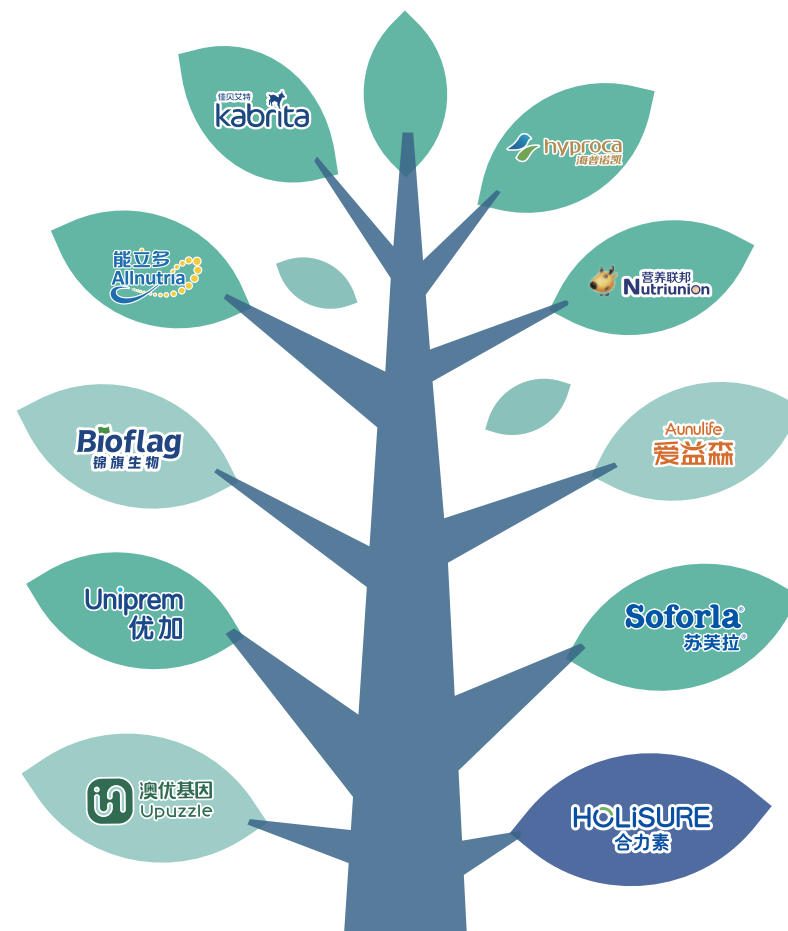 佳贝艾特
kabrita
hyproca
海普诺凯
能立多
Allnutria
营养联邦
Nutriunion
Bioflag
锦旗生物
Aunulife
爱益森
Uniprem
优加
Soforla®
苏芙拉®
澳优基因
Upuzzle
HOLiSURE
合力素